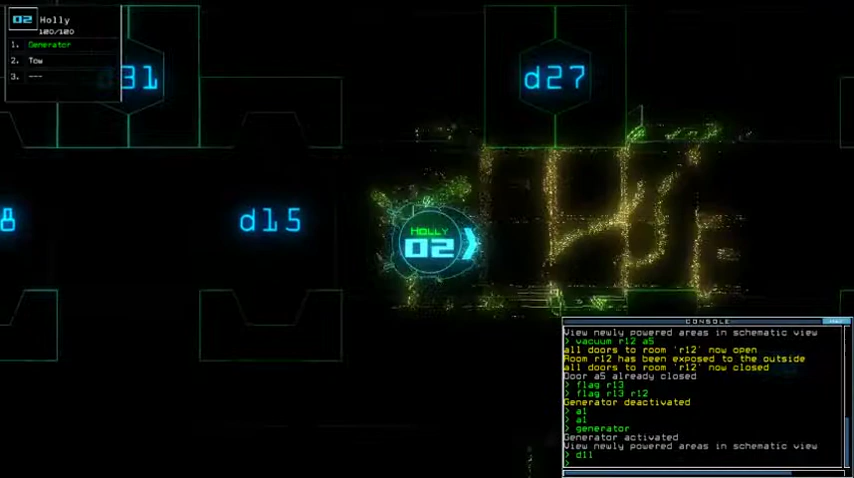 02 Holly
100/100
1. Generator
2. Tow
3. ---
d31
d27
d15
HOLLY
02
CONSOLE
View newly powered areas in schematic view
> vacuum r12 a5
all doors to room 'r12' now open
Room r12 has been exposed to the outside
all doors to room 'r12' now closed
Door a5 already closed
> flag r13
> flag r13 r12
Generator deactivated
> a1
> a1
> generator
Generator activated
View newly powered areas in schematic view
> d11
>